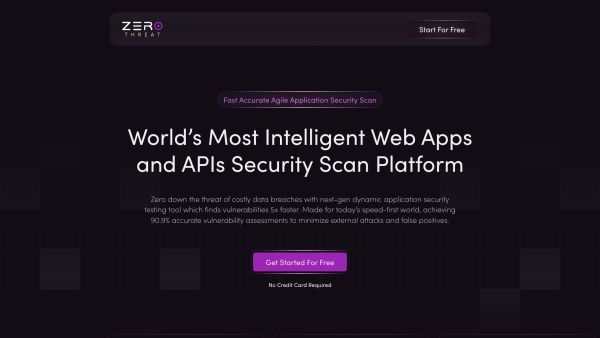 ZERO
THREAT
Start For Free
Fast Accurate Agile Application Security Scan
World's Most Intelligent Web Apps
and APIs Security Scan Platform
Zero down the threat of costly data breaches with next-gen dynamic application security
testing tool which finds vulnerabilities 5x faster. Made for today's speed-first world, achieving
90.9% accurate vulnerability assessments to minimize external attacks and false positives.
Get Started For Free
No Credit Card Required